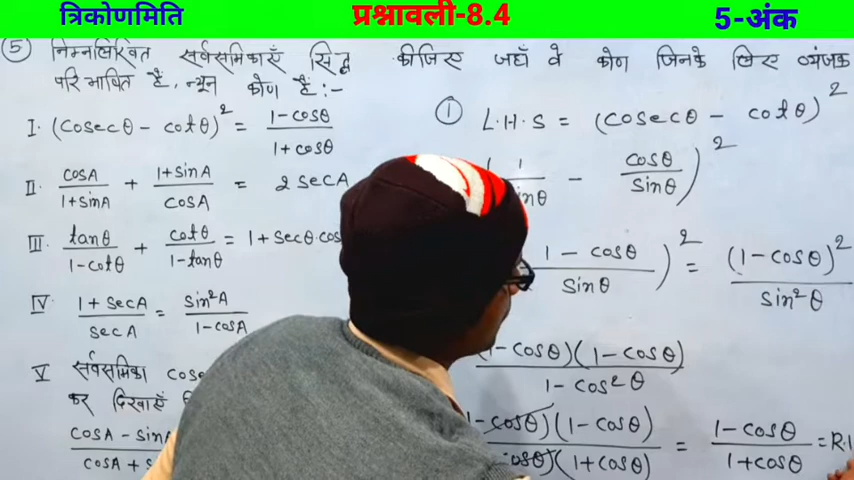 त्रिकोणमिति
प्रश्नावली-8.4
5-अंक
⑤ निम्नलिखित सर्वसमिकाएँ सिद्ध कीजिए जहाँ वे कोण जिनके लिए व्यंजक
परिभाषित हैं, न्यून कोण हैं:-
I. (cosecθ - cotθ)² = (1-cosθ)/(1+cosθ)
II. cosA/(1+sinA) + (1+sinA)/cosA = 2secA
III. tanθ/(1-cotθ) + cotθ/(1-tanθ) = 1+secθ.cos
IV. (1+secA)/secA = sin²A/(1-cosA)
V सर्वसमिका cose
कर दिखाएँ
cosA-sinA
cosA+s
① L.H.S = (cosecθ - cotθ)²
cosθ/sinθ)²
(1-cosθ)/sinθ)² = (1-cosθ)²/sin²θ
(1-cosθ)(1-cosθ)/(1-cos²θ)
1-cosθ)(1-cosθ)/cosθ)(1+cosθ) = (1-cosθ)/(1+cosθ) = R.